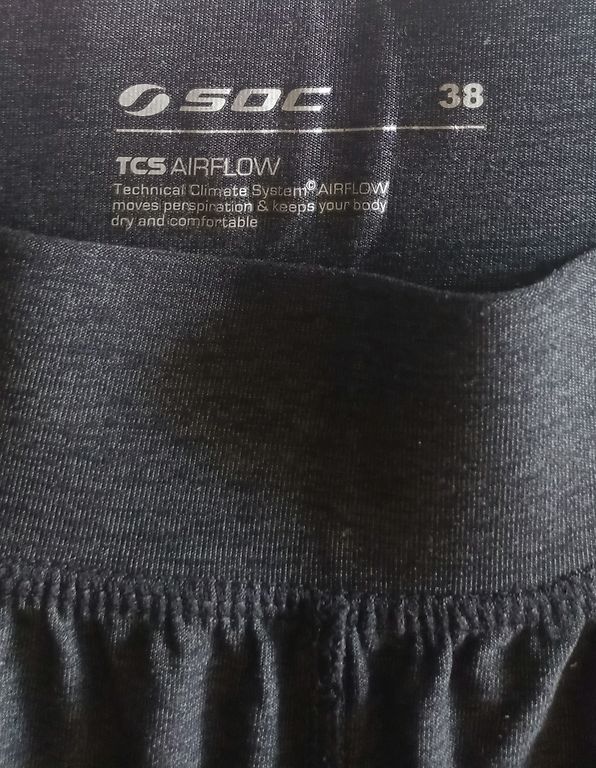 SOC 38
TCS AIRFLOW
Technical Climate System© AIRFLOW
moves perspiration & keeps your body
dry and comfortable